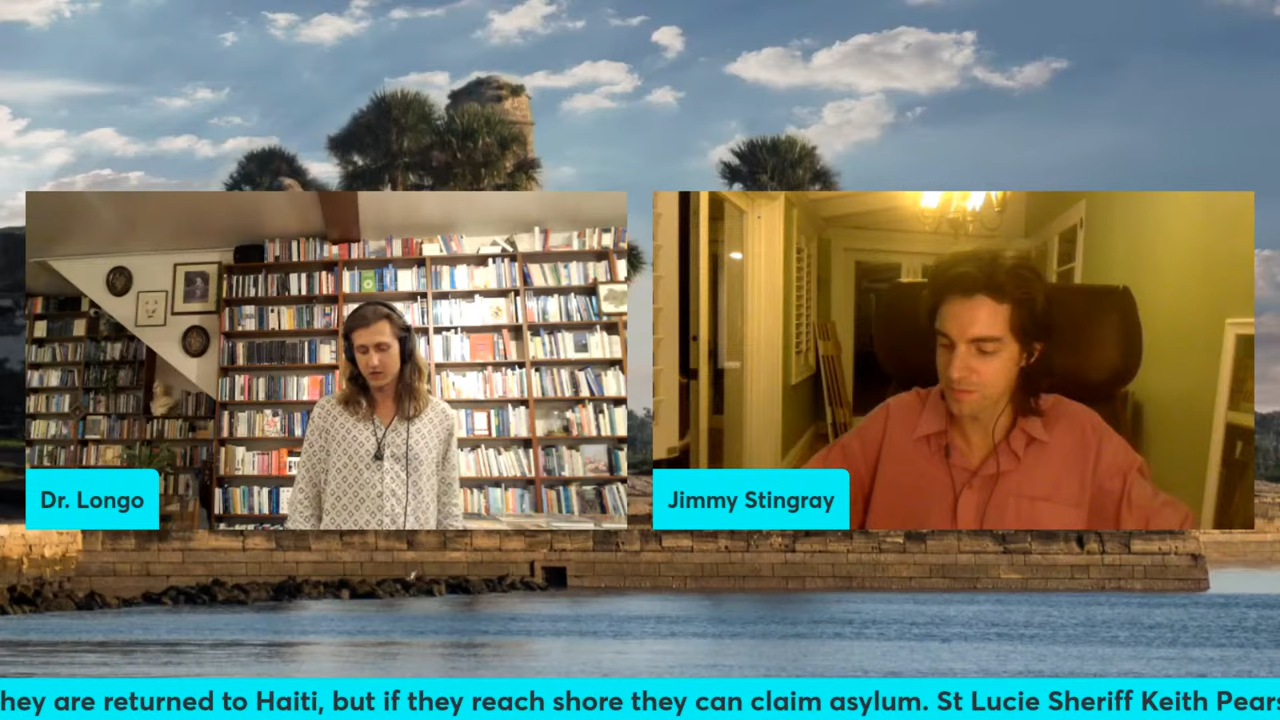 Dr. Longo
Jimmy Stingray
hey are returned to Haiti, but if they reach shore they can claim asylum. St Lucie Sheriff Keith Pears